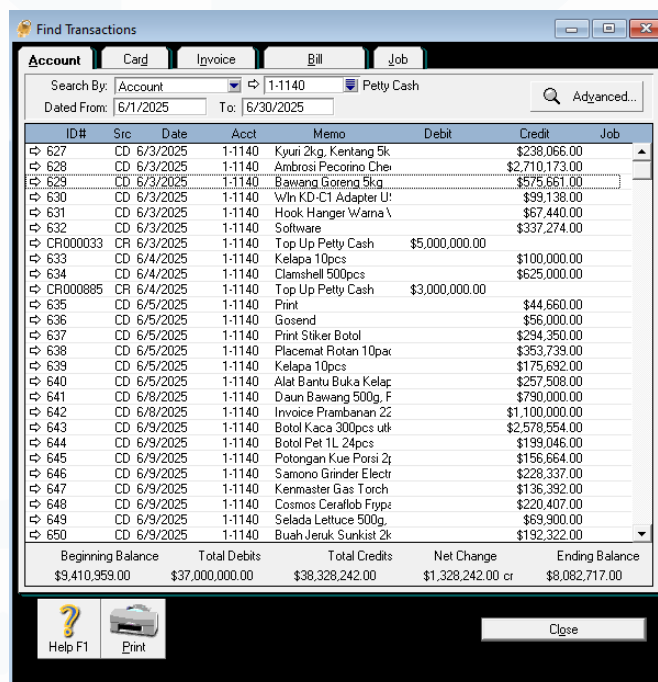 Find Transactions
Account Card Invoice Bill Job
Search By: Account 1-1140 Petty Cash
Advanced...
Dated From: 6/1/2025 To: 6/30/2025
ID# Src Date Acct Memo Debit Credit Job
627 CD 6/3/2025 1-1140 Kyuri 2kg, Kentang 5k $238,066.00
628 CD 6/3/2025 1-1140 Ambrosi Pecorino Chee $2,710,173.00
629 CD 6/3/2025 1-1140 Bawang Goreng 5kg $575,661.00
630 CD 6/3/2025 1-1140 WIn KD-C1 Adapter U $99,138.00
631 CD 6/3/2025 1-1140 Hook Hanger Warna $67,440.00
632 CD 6/3/2025 1-1140 Software $337,274.00
CR000033 CR 6/3/2025 1-1140 Top Up Petty Cash $5,000,000.00
633 CD 6/4/2025 1-1140 Kelapa 10pcs $100,000.00
634 CD 6/4/2025 1-1140 Clamshell 500pcs $625,000.00
CR000885 CR 6/4/2025 1-1140 Top Up Petty Cash $3,000,000.00
635 CD 6/5/2025 1-1140 Print $44,660.00
636 CD 6/5/2025 1-1140 Gosend $56,000.00
637 CD 6/5/2025 1-1140 Print Stiker Botol $294,350.00
638 CD 6/5/2025 1-1140 Placemat Rotan 10pac $353,739.00
639 CD 6/5/2025 1-1140 Kelapa 10pcs $175,692.00
640 CD 6/5/2025 1-1140 Alat Bantu Buka Kelap $257,508.00
641 CD 6/8/2025 1-1140 Daun Bawang 500g, $790,000.00
642 CD 6/8/2025 1-1140 Invoice Prambanan 22 $1,100,000.00
643 CD 6/9/2025 1-1140 Botol Kaca 300pcs utk $2,578,554.00
644 CD 6/9/2025 1-1140 Botol Pet 1L 24pcs $199,046.00
645 CD 6/9/2025 1-1140 Potongan Kue Porsi 2 $156,664.00
646 CD 6/9/2025 1-1140 Samono Grinder Electr $228,337.00
647 CD 6/9/2025 1-1140 Kenmaster Gas Torch $136,392.00
648 CD 6/9/2025 1-1140 Cosmos Ceraflob Frypa $220,407.00
649 CD 6/9/2025 1-1140 Selada Lettuce 500g, $69,900.00
650 CD 6/9/2025 1-1140 Buah Jeruk Sunkist 2k $192,322.00
Beginning Balance Total Debits Total Credits Net Change Ending Balance
$9,410,959.00 $37,000,000.00 $38,328,242.00 $1,328,242.00 cr $8,082,717.00
Help F1 Print Close